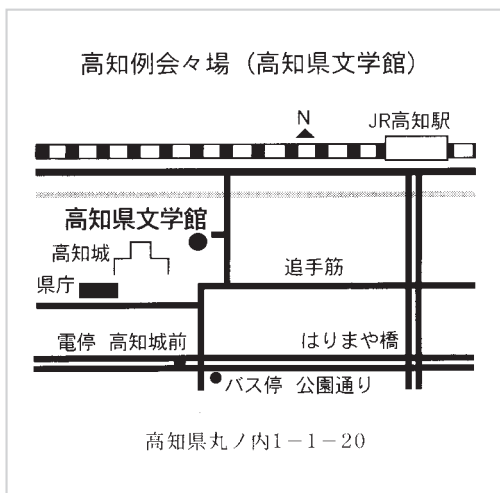 高知例会々場（高知県文学館）
N
JR高知駅
高知県文学館
高知城
追手筋
県庁
電停 高知城前
はりまや橋
バス停 公園通り
高知県丸ノ内1－1－20